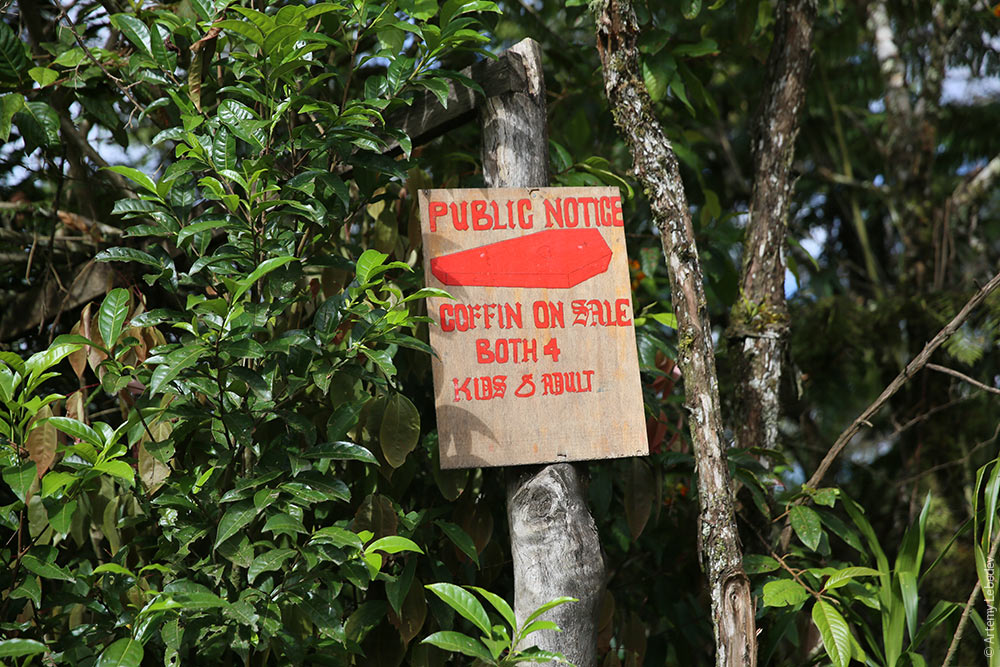 PUBLIC NOTICE
COFFIN ON SALE
BOTH 4
KIDS & ADULT
© Artemy Lebedev